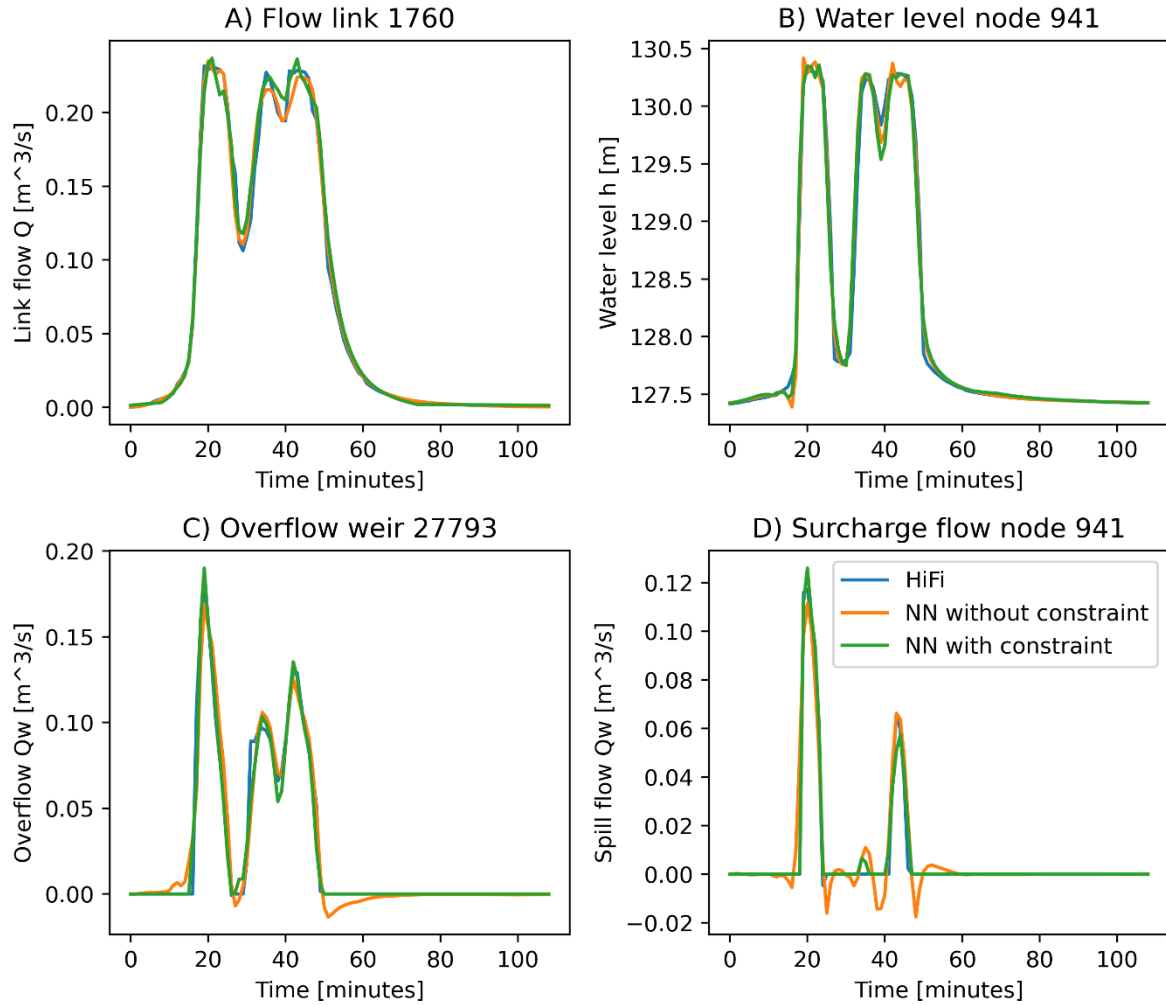 A) Flow link 1760
Link flow Q [m^3/s]
0.20
0.15
0.10
0.05
0.00
0 20 40 60 80 100
Time [minutes]
B) Water level node 941
Water level h [m]
130.5
130.0
129.5
129.0
128.5
128.0
127.5
0 20 40 60 80 100
Time [minutes]
C) Overflow weir 27793
Overflow Qw [m^3/s]
0.20
0.15
0.10
0.05
0.00
0 20 40 60 80 100
Time [minutes]
D) Surcharge flow node 941
Spill flow Qw [m^3/s]
0.12
0.10
0.08
0.06
0.04
0.02
0.00
−0.02
HiFi
NN without constraint
NN with constraint
0 20 40 60 80 100
Time [minutes]